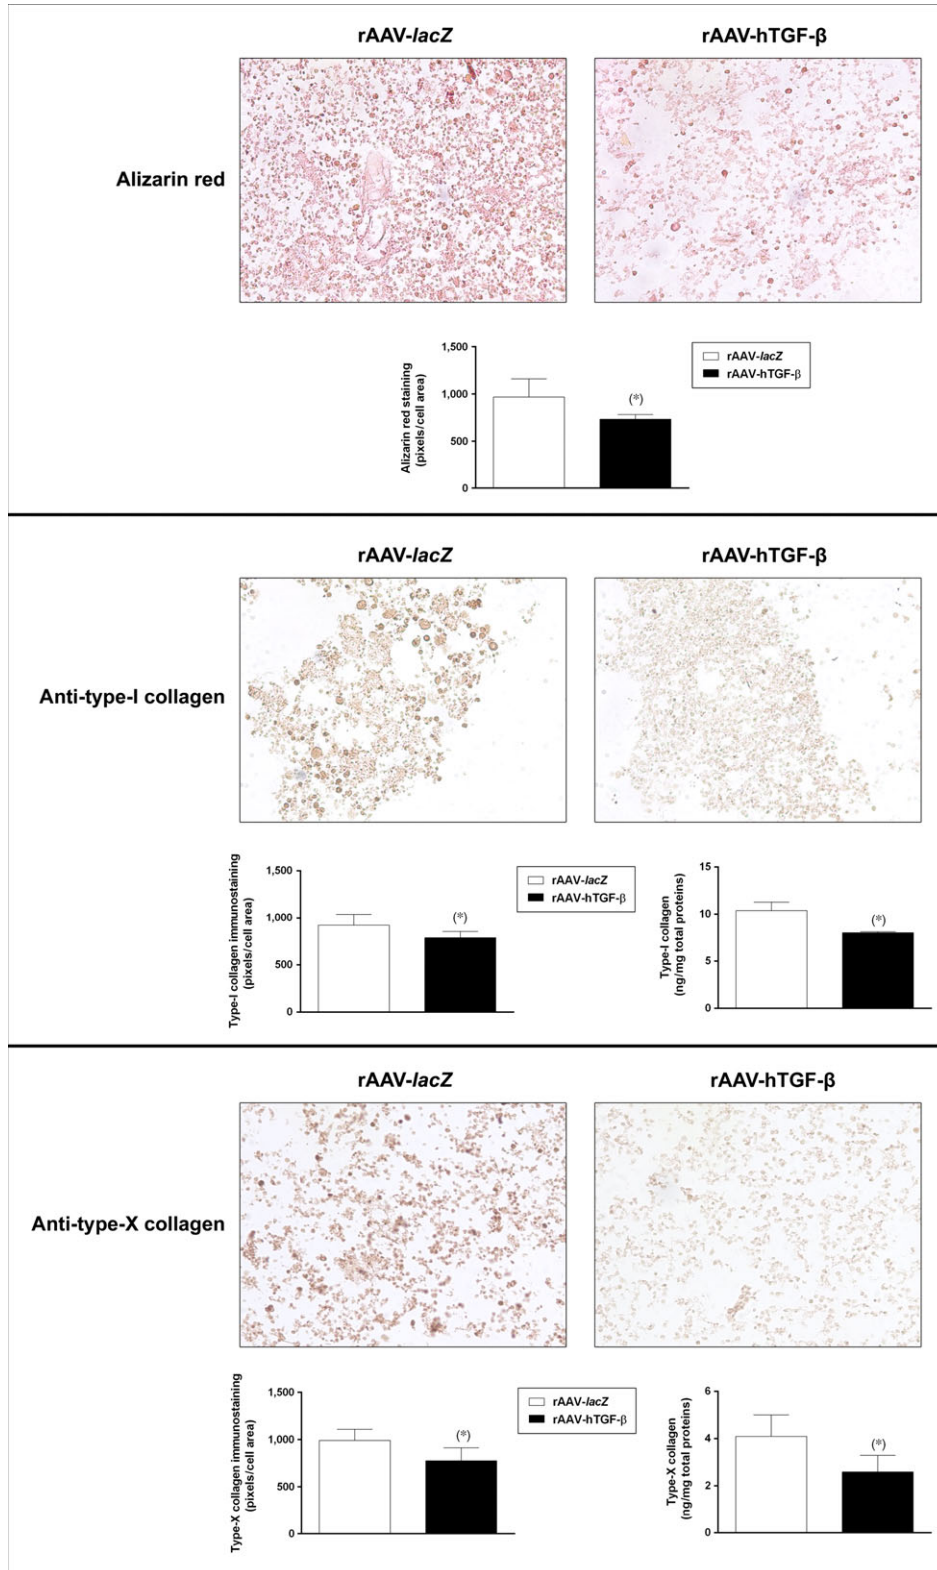 rAAV-lacZ
rAAV-hTGF-β
Alizarin red
Alizarin red staining
(pixels/cell area)
1,500
1,000
500
0
(*)
rAAV-lacZ
rAAV-hTGF-β
rAAV-lacZ
rAAV-hTGF-β
Anti-type-I collagen
Type-I collagen immunostaining
(pixels/cell area)
1,500
1,000
500
0
(*)
rAAV-lacZ
rAAV-hTGF-β
Type-I collagen
(ng/mg total proteins)
15
10
5
0
(*)
rAAV-lacZ
rAAV-hTGF-β
Anti-type-X collagen
Type-X collagen immunostaining
(pixels/cell area)
1,500
1,000
500
0
(*)
rAAV-lacZ
rAAV-hTGF-β
Type-X collagen
(ng/mg total proteins)
6
4
2
0
(*)